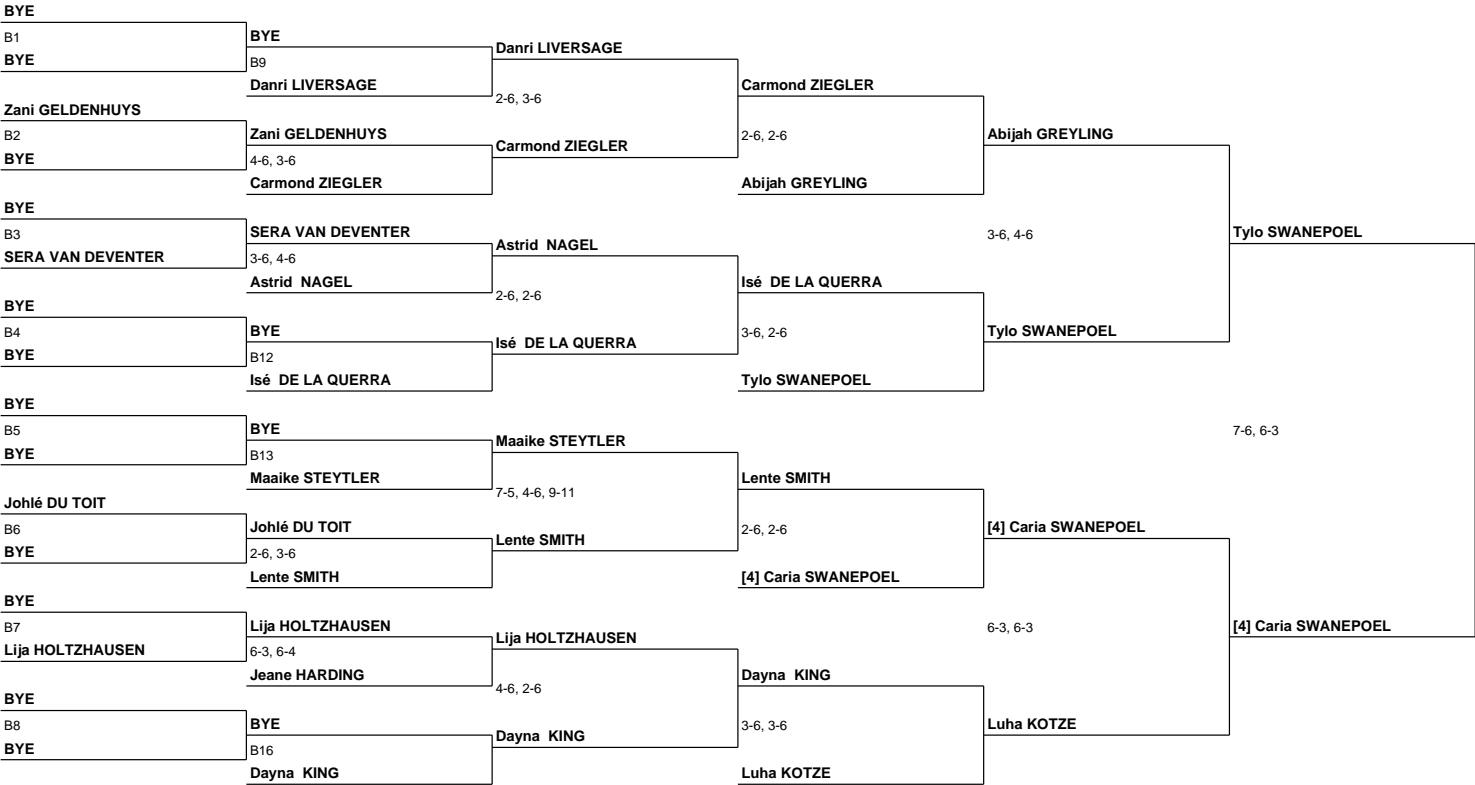 BYE
B1
BYE
Zani GELDENHUYS
B2
BYE
BYE
B3
SERA VAN DEVENTER
BYE
B4
BYE
BYE
B5
BYE
Johlé DU TOIT
B6
BYE
BYE
B7
Lija HOLTZHAUSEN
BYE
B8
BYE
BYE
B9
Danri LIVERSAGE
Zani GELDENHUYS
4-6, 3-6
Carmond ZIEGLER
SERA VAN DEVENTER
3-6, 4-6
Astrid NAGEL
BYE
B12
Isé DE LA QUERRA
BYE
B13
Maaike STEYTLER
Johlé DU TOIT
2-6, 3-6
Lente SMITH
Lija HOLTZHAUSEN
6-3, 6-4
Jeane HARDING
BYE
B16
Dayna KING
Danri LIVERSAGE
2-6, 3-6
Carmond ZIEGLER
Astrid NAGEL
2-6, 2-6
Isé DE LA QUERRA
Maaike STEYTLER
7-5, 4-6, 9-11
Lente SMITH
Lija HOLTZHAUSEN
4-6, 2-6
Dayna KING
Carmond ZIEGLER
2-6, 2-6
Abijah GREYLING
Isé DE LA QUERRA
3-6, 2-6
Tylo SWANEPOEL
Lente SMITH
2-6, 2-6
[4] Caria SWANEPOEL
Dayna KING
3-6, 3-6
Luha KOTZE
Abijah GREYLING
3-6, 4-6
Tylo SWANEPOEL
[4] Caria SWANEPOEL
6-3, 6-3
Luha KOTZE
Tylo SWANEPOEL
7-6, 6-3
[4] Caria SWANEPOEL